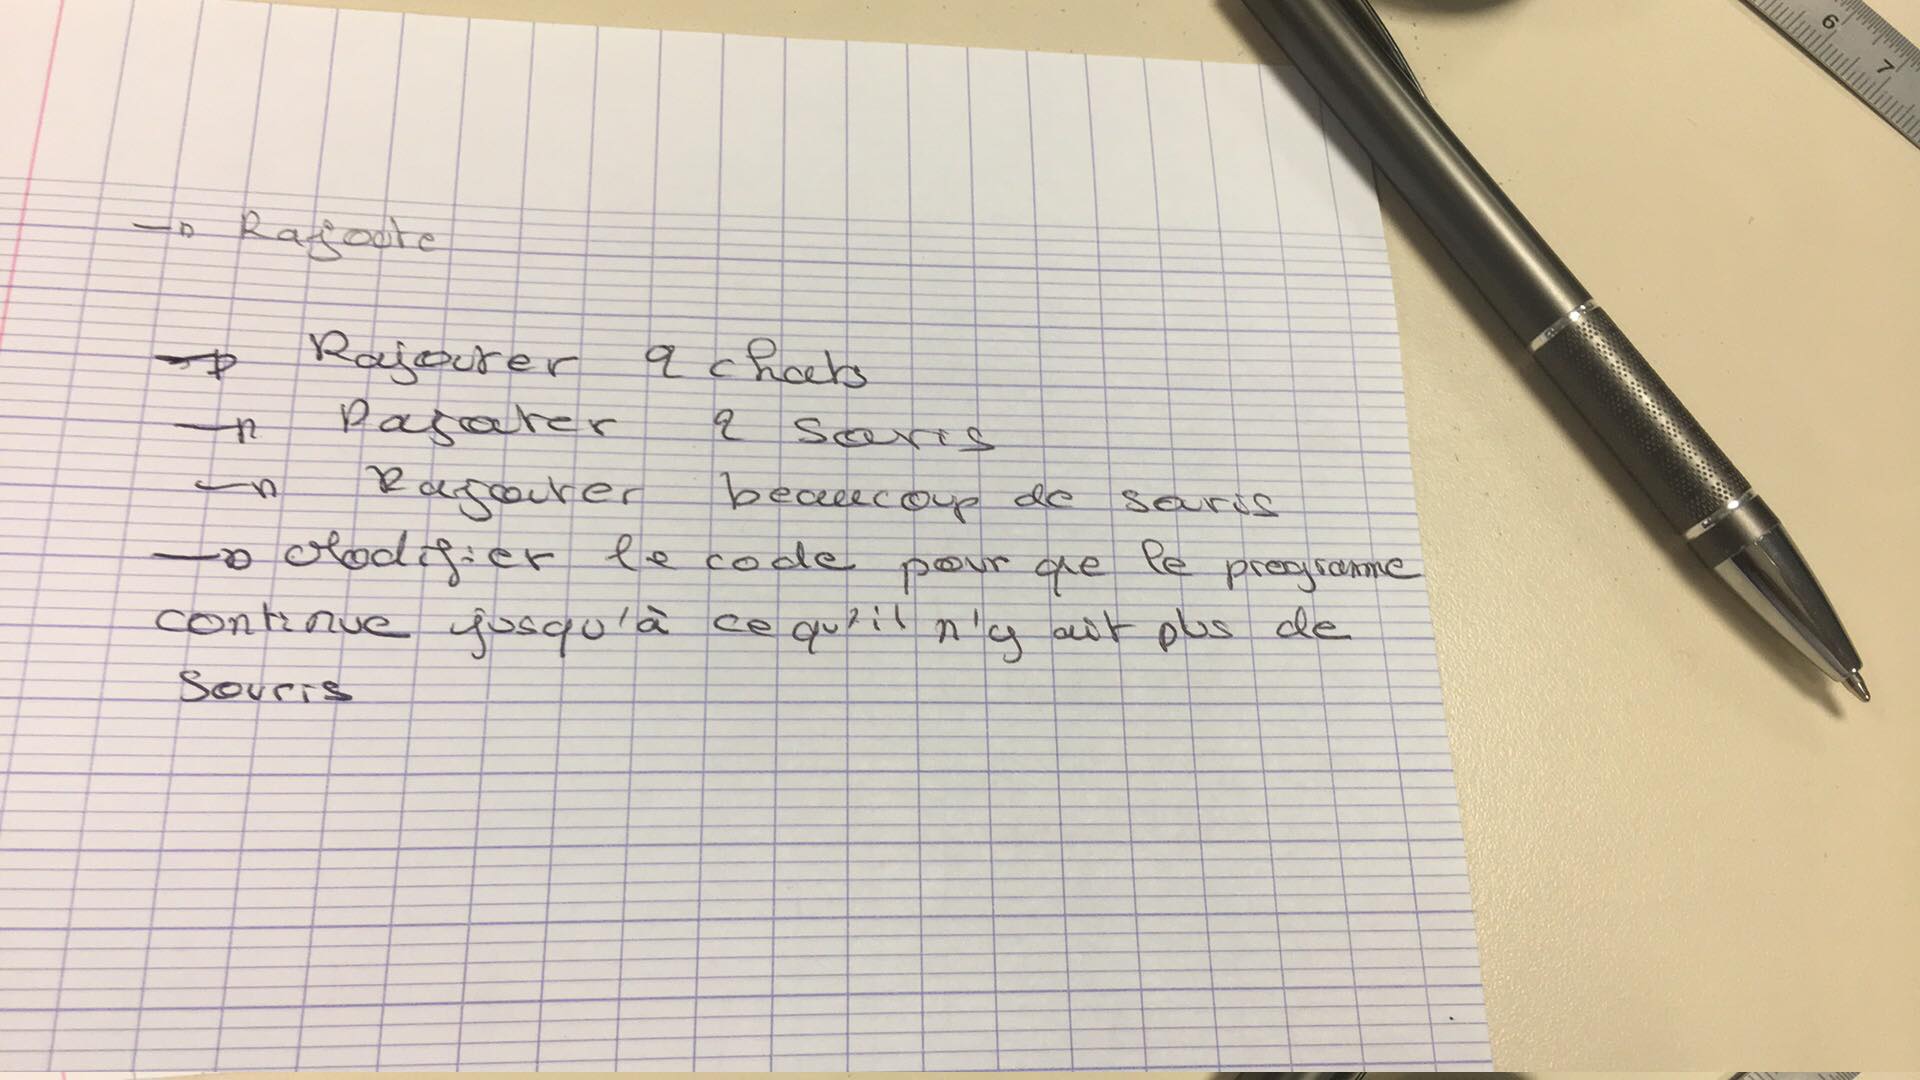 → Rajoute
→ Rajouter 2 chats
→ Rajouter 2 souris
→ Rajouter beaucoup de souris
→ Modifier le code pour que le programme
continue jusqu'à ce qu'il n'y ait plus de
souris
6
7